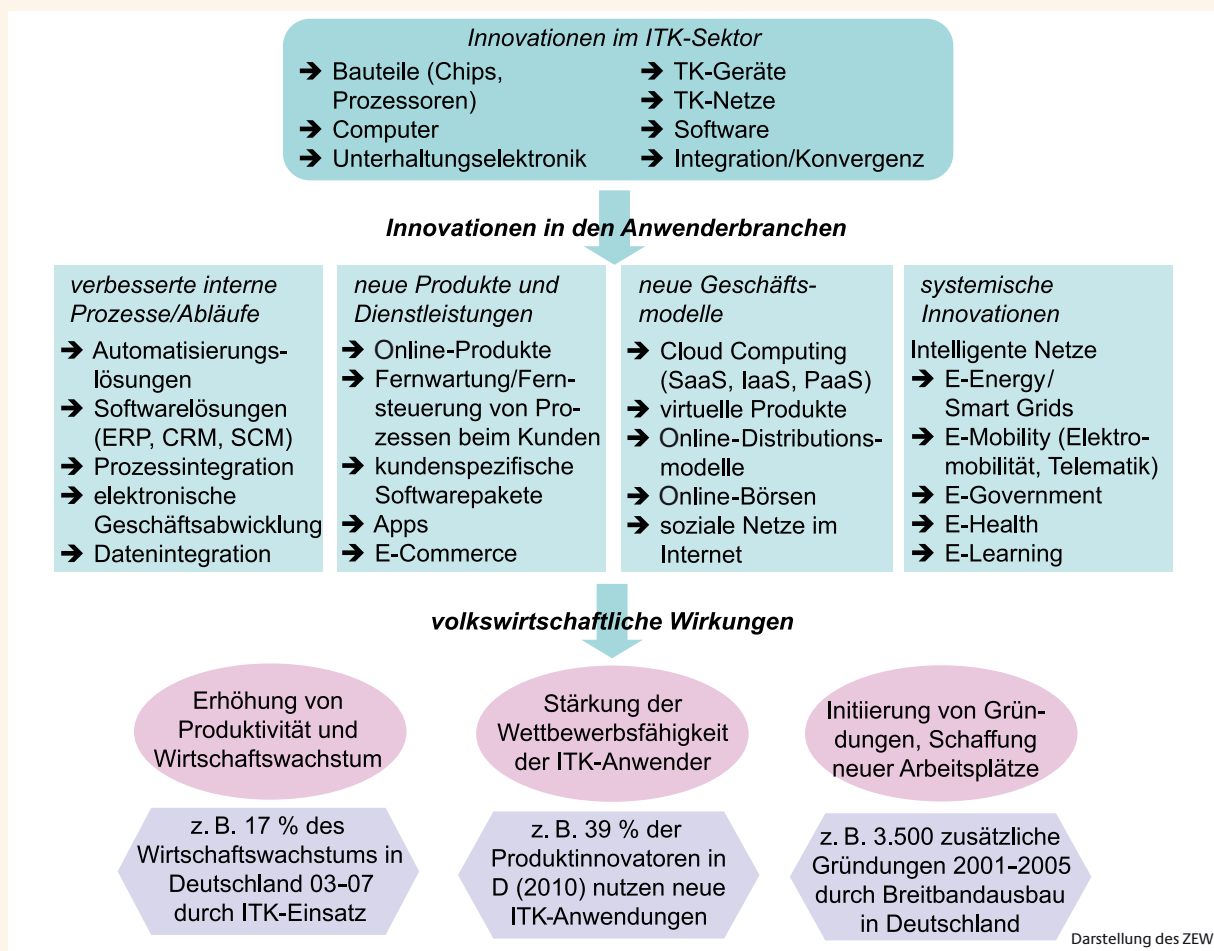 Innovationen im ITK-Sektor
➔ Bauteile (Chips,
Prozessoren)
➔ Computer
➔ Unterhaltungselektronik
➔ TK-Geräte
➔ TK-Netze
➔ Software
➔ Integration/Konvergenz
Innovationen in den Anwenderbranchen
verbesserte interne
Prozesse/Abläufe
➔ Automatisierungs-
lösungen
➔ Softwarelösungen
(ERP, CRM, SCM)
➔ Prozessintegration
➔ elektronische
Geschäftsabwicklung
➔ Datenintegration
neue Produkte und
Dienstleistungen
➔ Online-Produkte
➔ Fernwartung/Fern-
steuerung von Pro-
zessen beim Kunden
➔ kundenspezifische
Softwarepakete
➔ Apps
➔ E-Commerce
neue Geschäfts-
modelle
➔ Cloud Computing
(SaaS, IaaS, PaaS)
➔ virtuelle Produkte
➔ Online-Distributions-
modelle
➔ Online-Börsen
➔ soziale Netze im
Internet
systemische
Innovationen
Intelligente Netze
➔ E-Energy/
Smart Grids
➔ E-Mobility (Elektro-
mobilität, Telematik)
➔ E-Government
➔ E-Health
➔ E-Learning
volkswirtschaftliche Wirkungen
Erhöhung von
Produktivität und
Wirtschaftswachstum
Stärkung der
Wettbewerbsfähigkeit
der ITK-Anwender
Initiierung von Grün-
dungen, Schaffung
neuer Arbeitsplätze
z. B. 17 % des
Wirtschaftswachstums in
Deutschland 03–07
durch ITK-Einsatz
z. B. 39 % der
Produktinnovatoren in
D (2010) nutzen neue
ITK-Anwendungen
z. B. 3.500 zusätzliche
Gründungen 2001–2005
durch Breitbandausbau
in Deutschland
Darstellung des ZEW